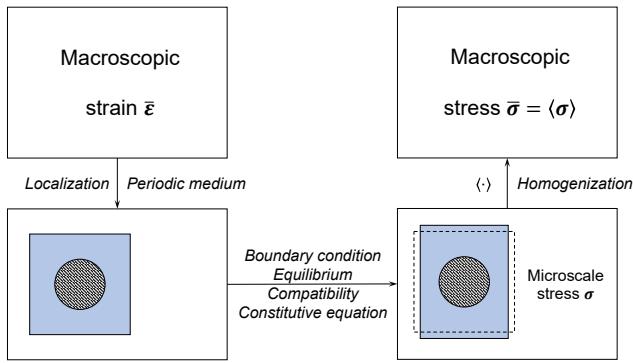 Macroscopic
strain ε̄
Macroscopic
stress σ̄ = ⟨σ⟩
Localization
Periodic medium
⟨·⟩
Homogenization
Boundary condition
Equilibrium
Compatibility
Constitutive equation
Microscale
stress σ